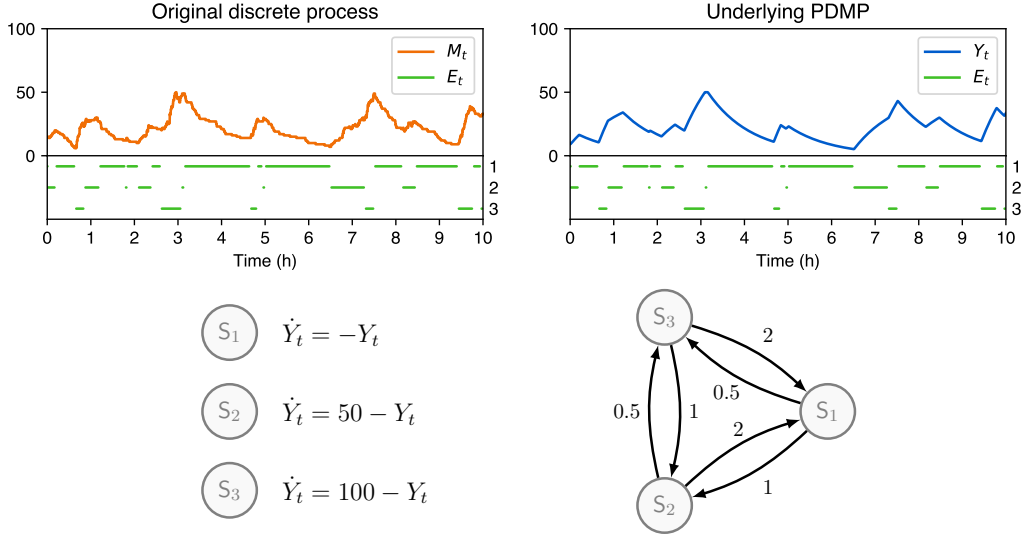 Original discrete process
Underlying PDMP
100
50
0
M_t
E_t
1
2
3
0 1 2 3 4 5 6 7 8 9 10
Time (h)
100
50
0
Y_t
E_t
1
2
3
0 1 2 3 4 5 6 7 8 9 10
Time (h)
S₁ Ẏ_t = −Y_t
S₂ Ẏ_t = 50 − Y_t
S₃ Ẏ_t = 100 − Y_t
S₃
2
0.5
0.5
1
S₁
2
1
S₂